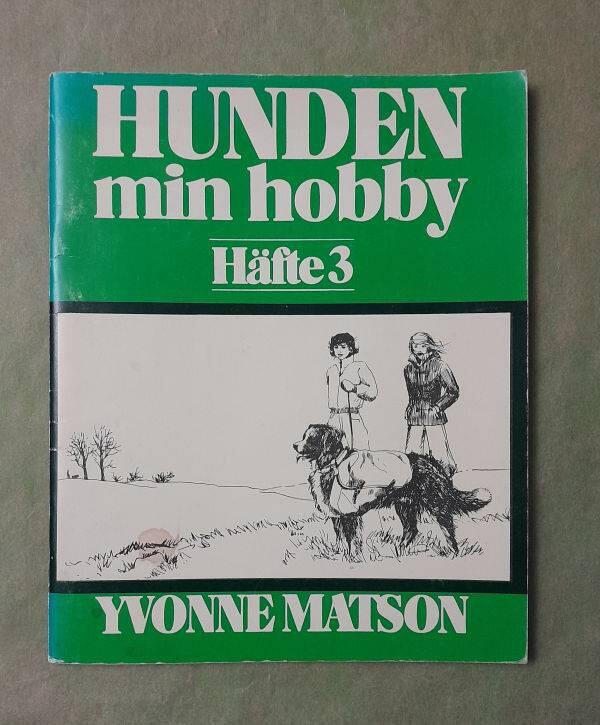 HUNDEN
min hobby
Häfte 3
YVONNE MATSON